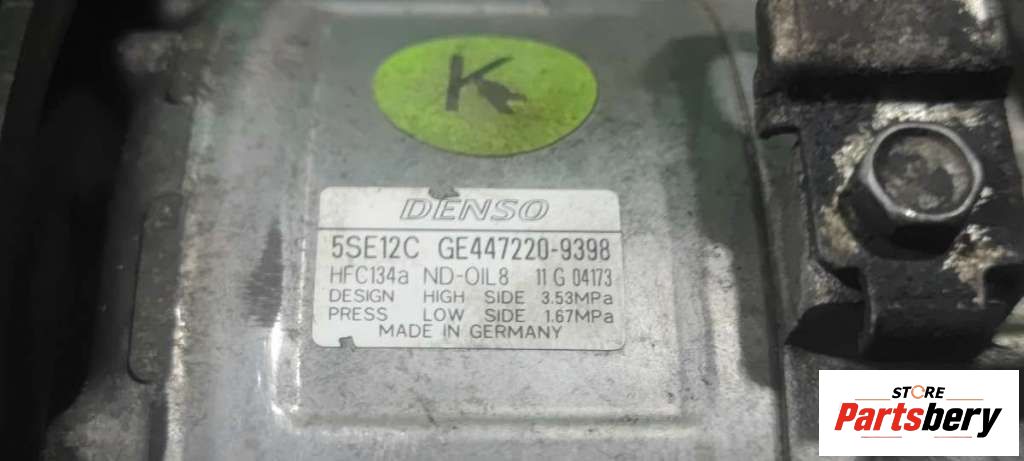 K
DENSO
5SE12C GE447220-9398
HFC134a ND-OIL8 11 G 04173
DESIGN HIGH SIDE 3.53MPa
PRESS LOW SIDE 1.67MPa
MADE IN GERMANY
STORE
Partsbery